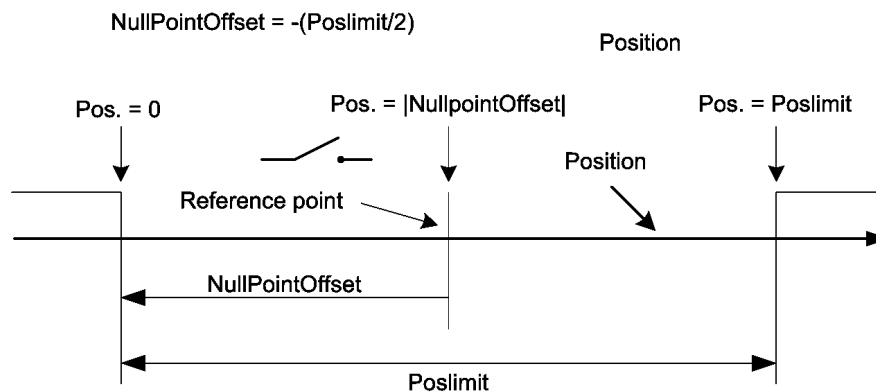 NullPointOffset = -(Poslimit/2)
Position
Pos. = 0
Pos. = |NullpointOffset|
Pos. = Poslimit
Position
Reference point
NullPointOffset
Poslimit